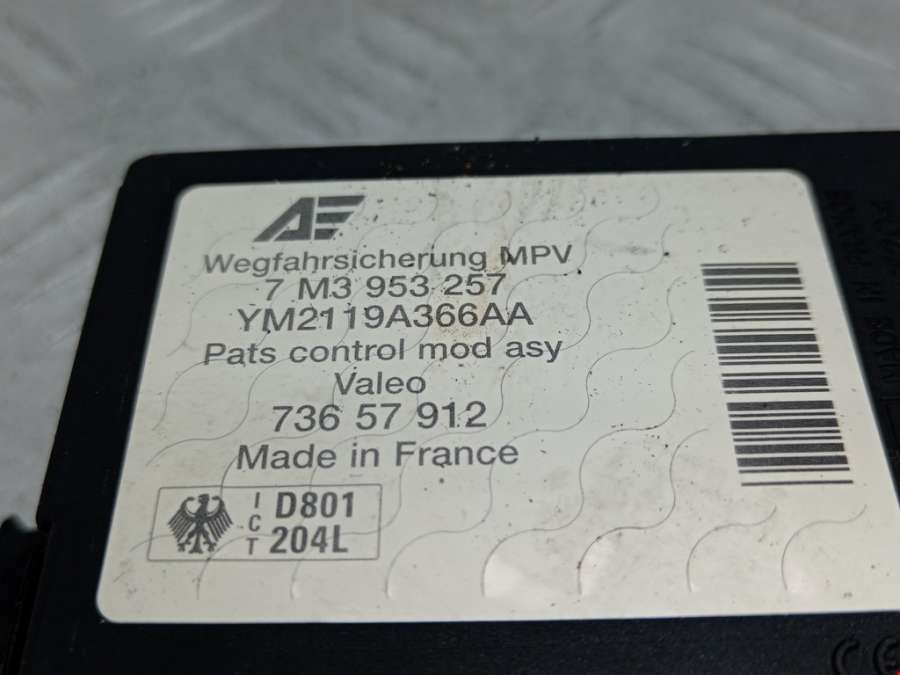 AE
Wegfahrsicherung MPV
7 M3 953 257
YM2119A366AA
Pats control mod asy
Valeo
736 57 912
Made in France
ICT
D801
204L